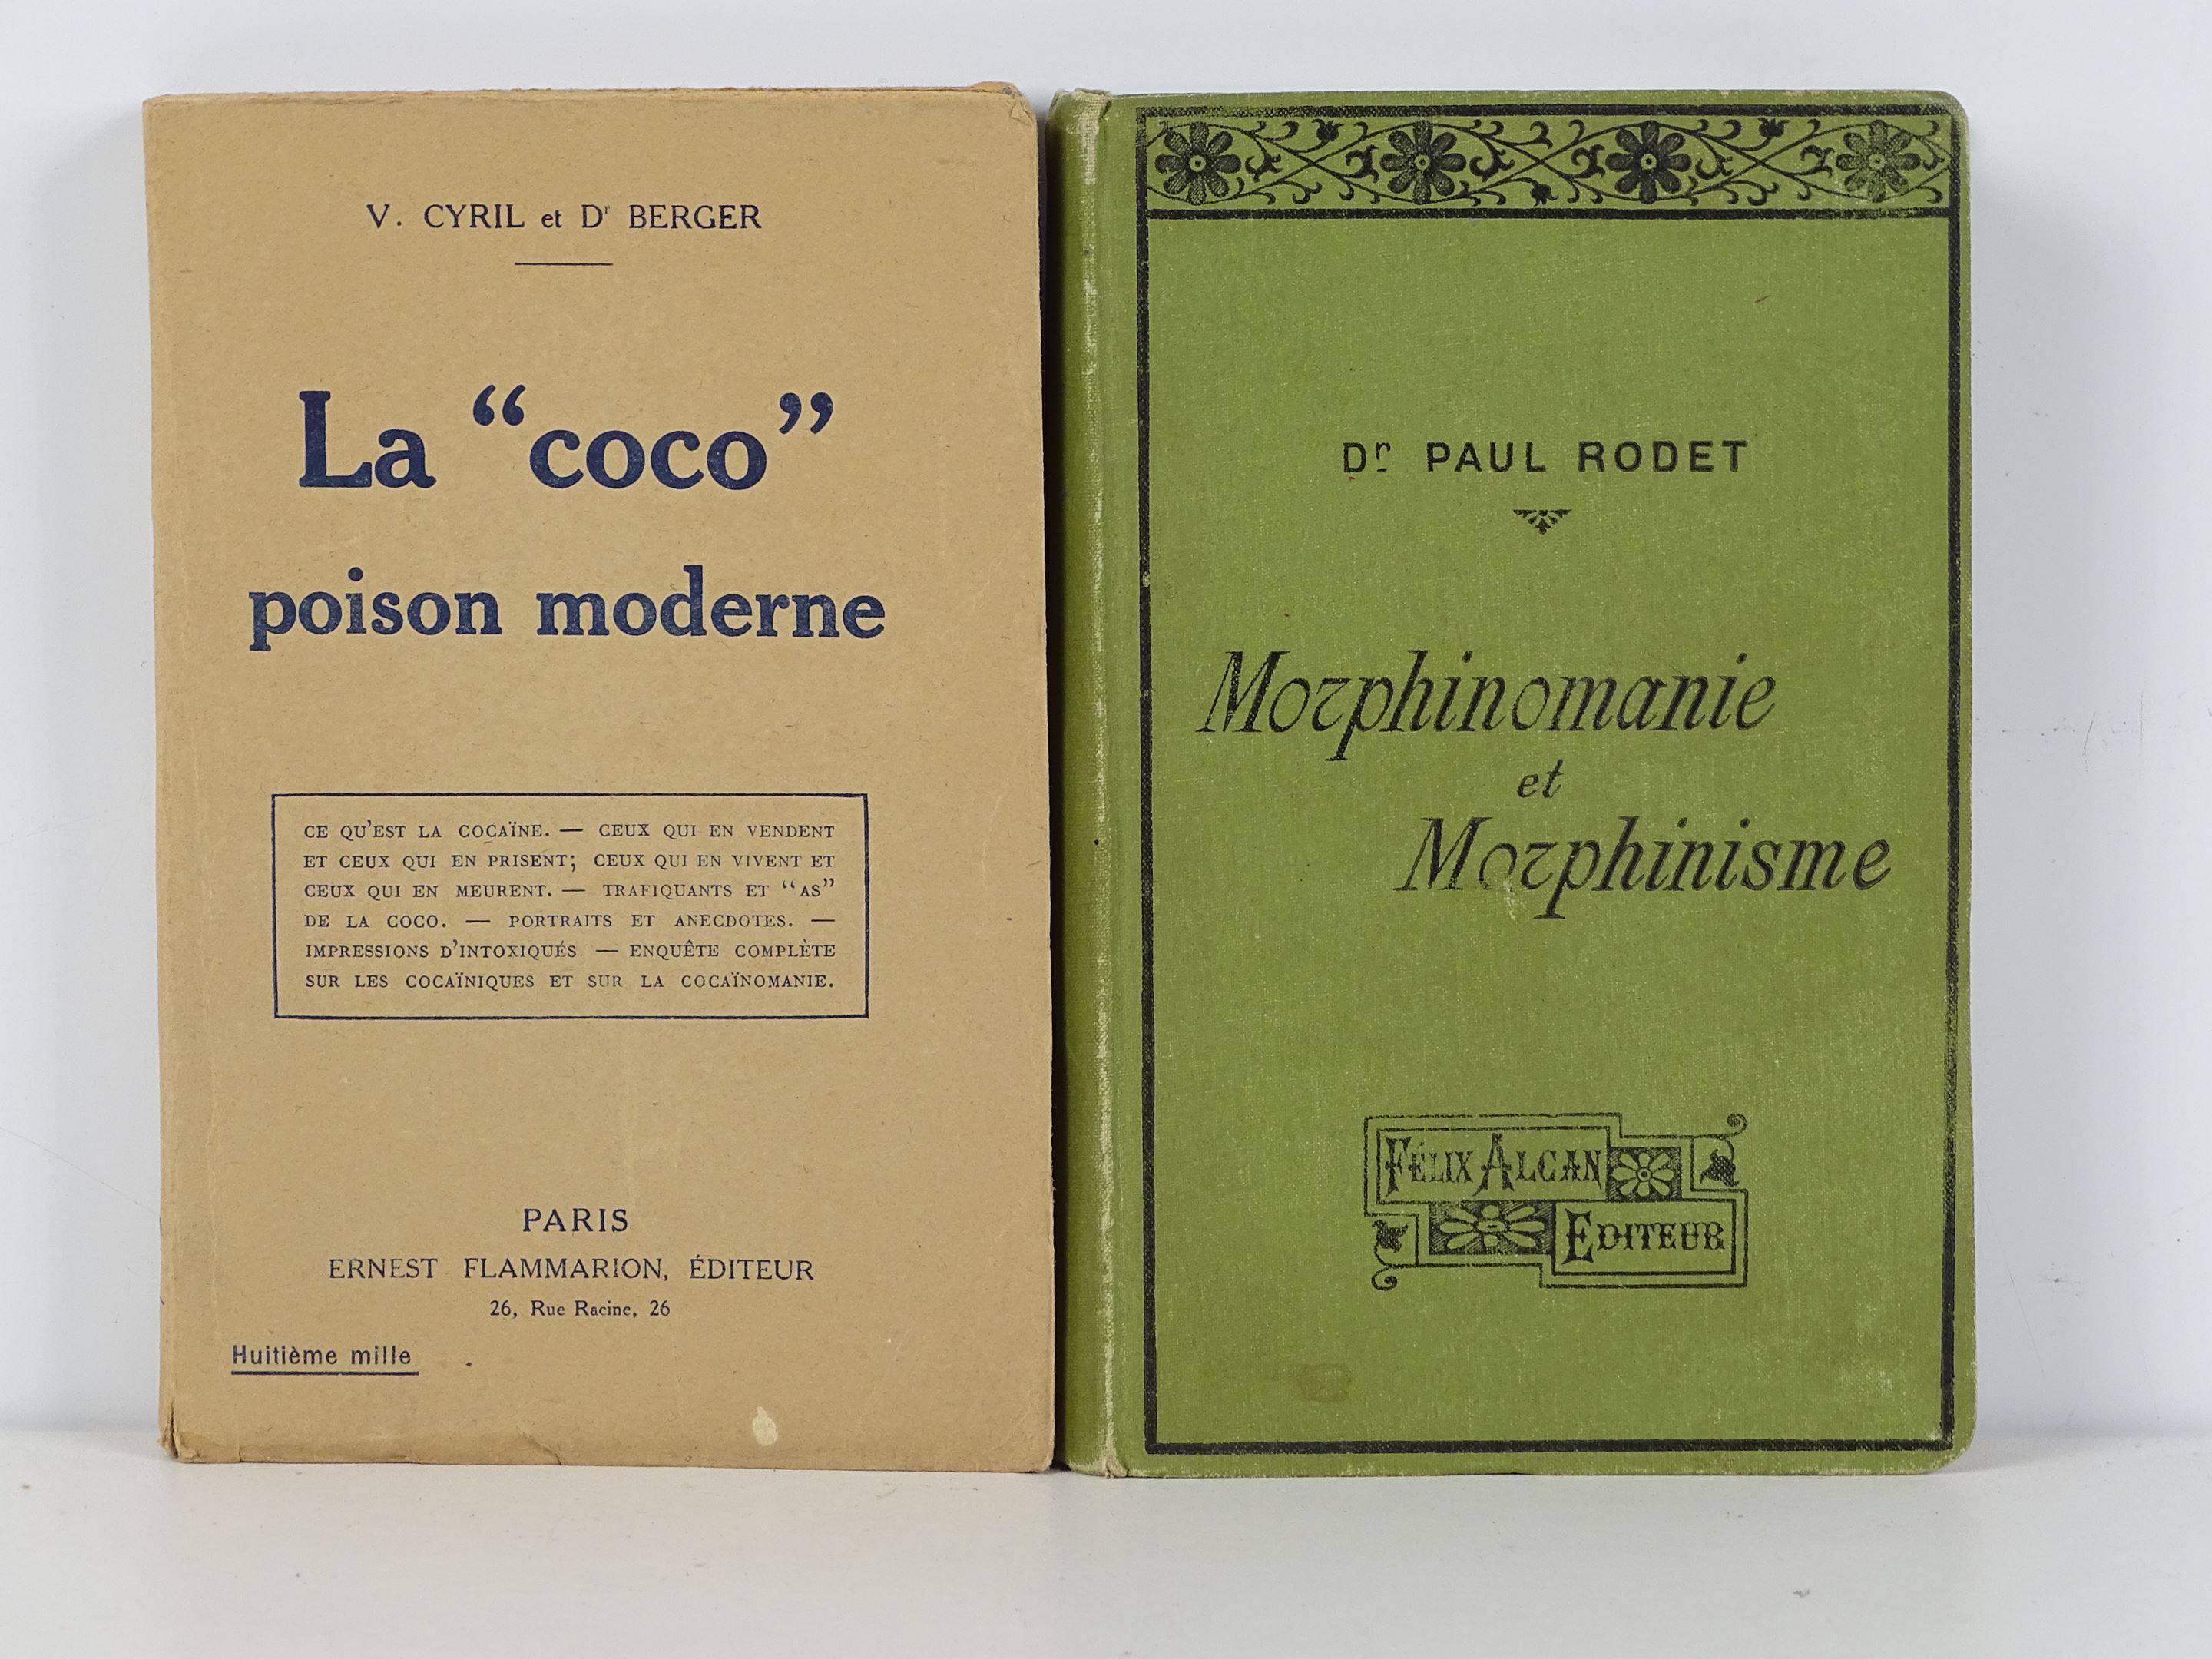 V. CYRIL et Dr BERGER
La “coco”
poison moderne
CE QU'EST LA COCAÏNE. — CEUX QUI EN VENDENT
ET CEUX QUI EN PRISENT; CEUX QUI EN VIVENT ET
CEUX QUI EN MEURENT. — TRAFIQUANTS ET “AS”
DE LA COCO. — PORTRAITS ET ANECDOTES. —
IMPRESSIONS D'INTOXIQUÉS. — ENQUÊTE COMPLÈTE
SUR LES COCAÏNIQUES ET SUR LA COCAÏNOMANIE.
PARIS
ERNEST FLAMMARION, ÉDITEUR
26, Rue Racine, 26
Huitième mille
Dr PAUL RODET
Morphinomanie
et
Morphinisme
FÉLIX ALCAN
EDITEUR